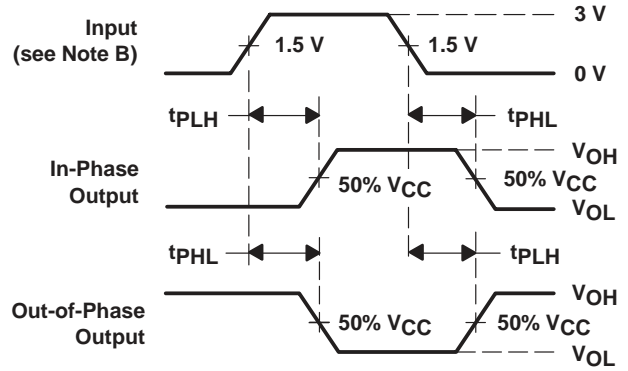 Input
(see Note B)
1.5 V
1.5 V
3 V
0 V
tPLH
tPHL
In-Phase
Output
50% VCC
50% VCC
VOH
VOL
tPHL
tPLH
Out-of-Phase
Output
50% VCC
50% VCC
VOH
VOL